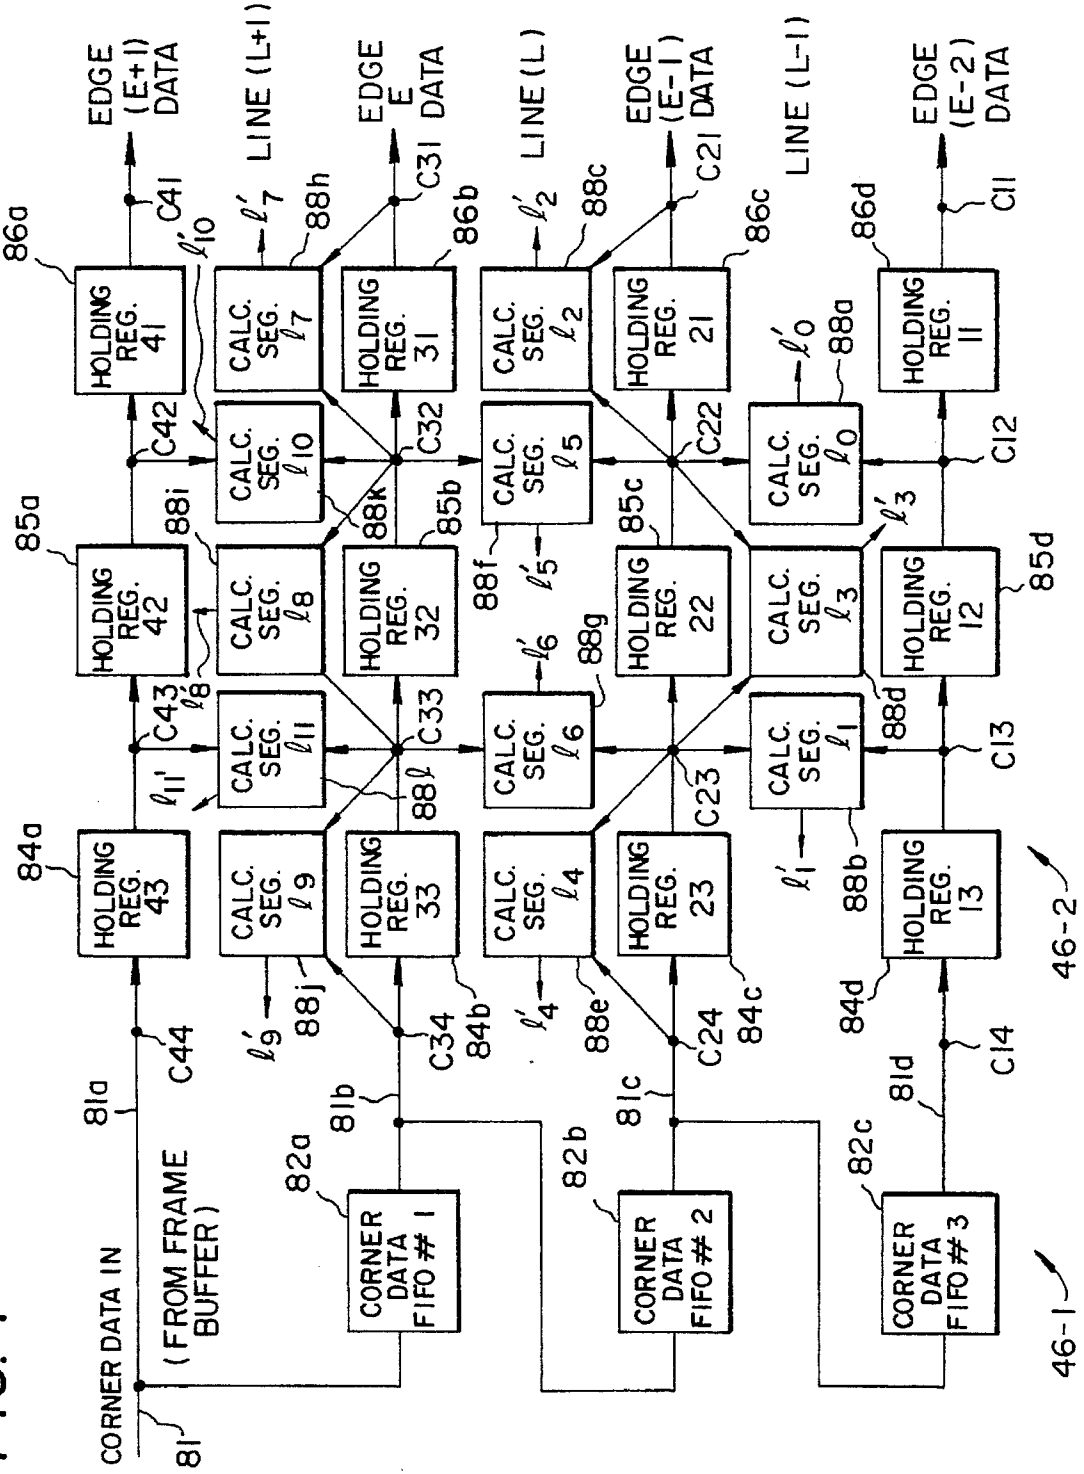 CORNER DATA IN
81
(FROM FRAME
BUFFER)
81a
C44
84a
HOLDING
REG.
43
C43
85a
HOLDING
REG.
42
C42
86a
HOLDING
REG.
41
C41
EDGE
(E+1)
DATA
ℓ'9
88j
CALC.
SEG.
ℓ9
ℓ11'
CALC.
SEG.
ℓ11
88ℓ
ℓ'8
88i
CALC.
SEG.
ℓ8
ℓ'10
CALC.
SEG.
ℓ10
88k
CALC.
SEG.
ℓ7
ℓ'7
88h
LINE (L+1)
82a
CORNER
DATA
FIFO # 1
81b
C34
84b
HOLDING
REG.
33
C33
HOLDING
REG.
32
85b
C32
HOLDING
REG.
31
86b
C31
EDGE
E
DATA
ℓ'4
88e
CALC.
SEG.
ℓ4
CALC.
SEG.
ℓ6
ℓ'6
88g
ℓ'5
88f
CALC.
SEG.
ℓ5
CALC.
SEG.
ℓ2
ℓ'2
88c
LINE (L)
82b
CORNER
DATA
FIFO # 2
81c
C24
84c
HOLDING
REG.
23
C23
HOLDING
REG.
22
85c
C22
HOLDING
REG.
21
86c
C21
EDGE
(E-1)
DATA
ℓ'1
88b
CALC.
SEG.
ℓ1
88d
CALC.
SEG.
ℓ3
ℓ'3
CALC.
SEG.
ℓ0
ℓ'0
88a
LINE (L-1)
82c
CORNER
DATA
FIFO # 3
81d
C14
84d
HOLDING
REG.
13
C13
HOLDING
REG.
12
85d
C12
HOLDING
REG.
11
86d
C11
EDGE
(E-2)
DATA
46-1
46-2